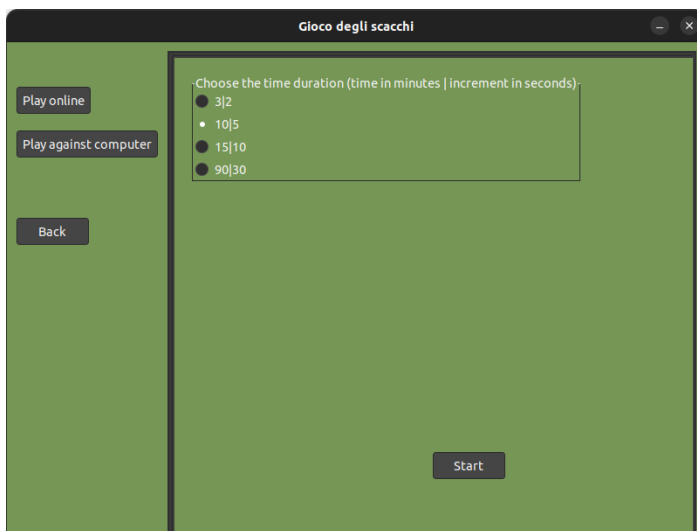 Gioco degli scacchi
Play online
Play against computer
Back
Choose the time duration (time in minutes | increment in seconds)
3|2
10|5
15|10
90|30
Start